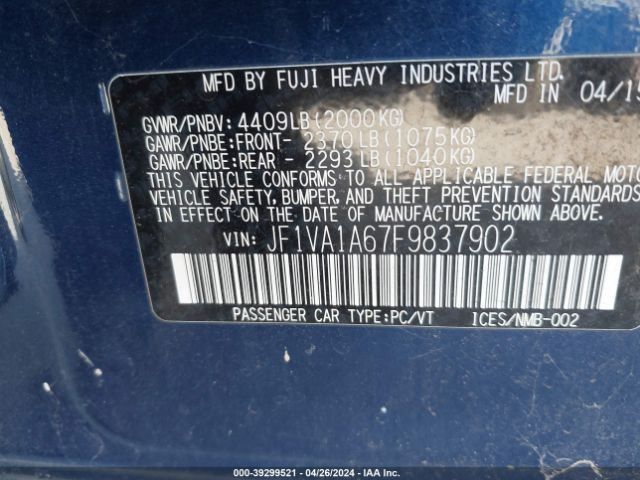 MFD BY FUJI HEAVY INDUSTRIES LTD.
MFD IN 04/15
GVWR/PNBV: 4409LB(2000KG)
GAWR/PNBE:FRONT- 2370LB(1075KG)
GAWR/PNBE:REAR - 2293LB(1040KG)
THIS VEHICLE CONFORMS TO ALL APPLICABLE FEDERAL MOTO
VEHICLE SAFETY, BUMPER, AND THEFT PREVENTION STANDARDS
IN EFFECT ON THE DATE OF MANUFACTURE SHOWN ABOVE.
VIN: JF1VA1A67F9837902
PASSENGER CAR TYPE:PC/VT ICES/NMB-002
000-39299521 - 04/26/2024 - IAA Inc.